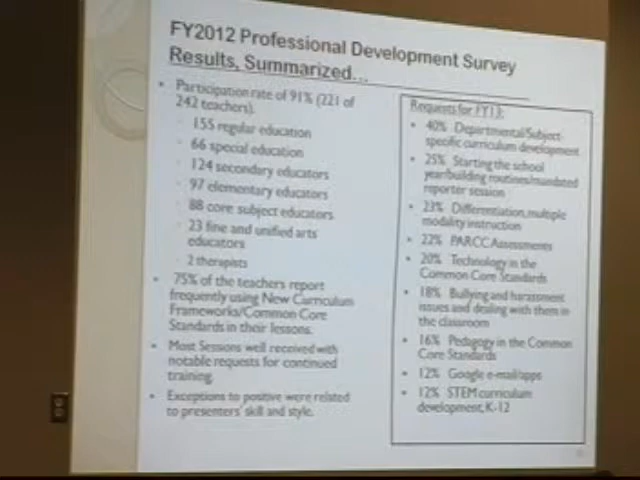 FY2012 Professional Development Survey
Results, Summarized...
• Participation rate of 91% (221 of
242 teachers).
155 regular education
66 special education
124 secondary educators
97 elementary educators
88 core subject educators
23 fine and unified arts
educators
2 therapists
• 75% of the teachers report
frequently using New Curriculum
Frameworks/Common Core
Standards in their lessons.
• Most Sessions well received with
notable requests for continued
training.
• Exceptions to positive were related
to presenters' skill and style.
Requests for FY13:
• 40% Departmental/Subject-
specific curriculum development
• 25% Starting the school
year/building routines/mandated
reporter session
• 23% Differentiation, multiple
modality instruction
• 22% PARCC Assessments
• 20% Technology in the
Common Core Standards
• 18% Bullying and harassment
issues and dealing with them in
the classroom
• 16% Pedagogy in the Common
Core Standards
• 12% Google e-mail/apps
• 12% STEM curriculum
development, K-12